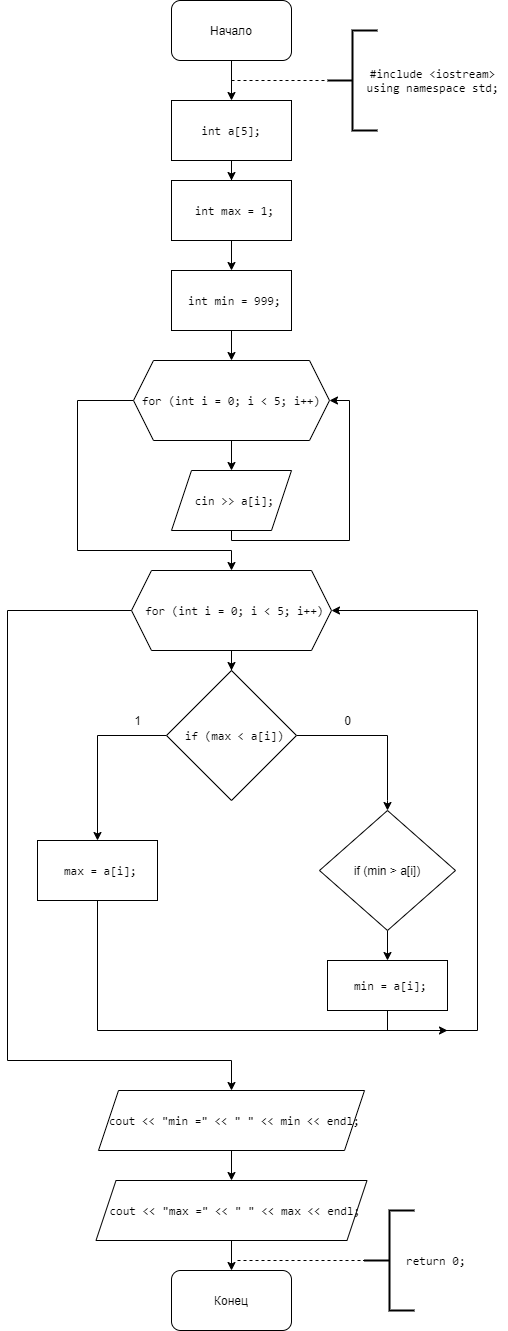 Начало
#include <iostream>
using namespace std;
int a[5];
int max = 1;
int min = 999;
for (int i = 0; i < 5; i++)
cin >> a[i];
for (int i = 0; i < 5; i++)
1
0
if (max < a[i])
max = a[i];
if (min > a[i])
min = a[i];
cout << "min =" << " " << min << endl;
cout << "max =" << " " << max << endl;
return 0;
Конец